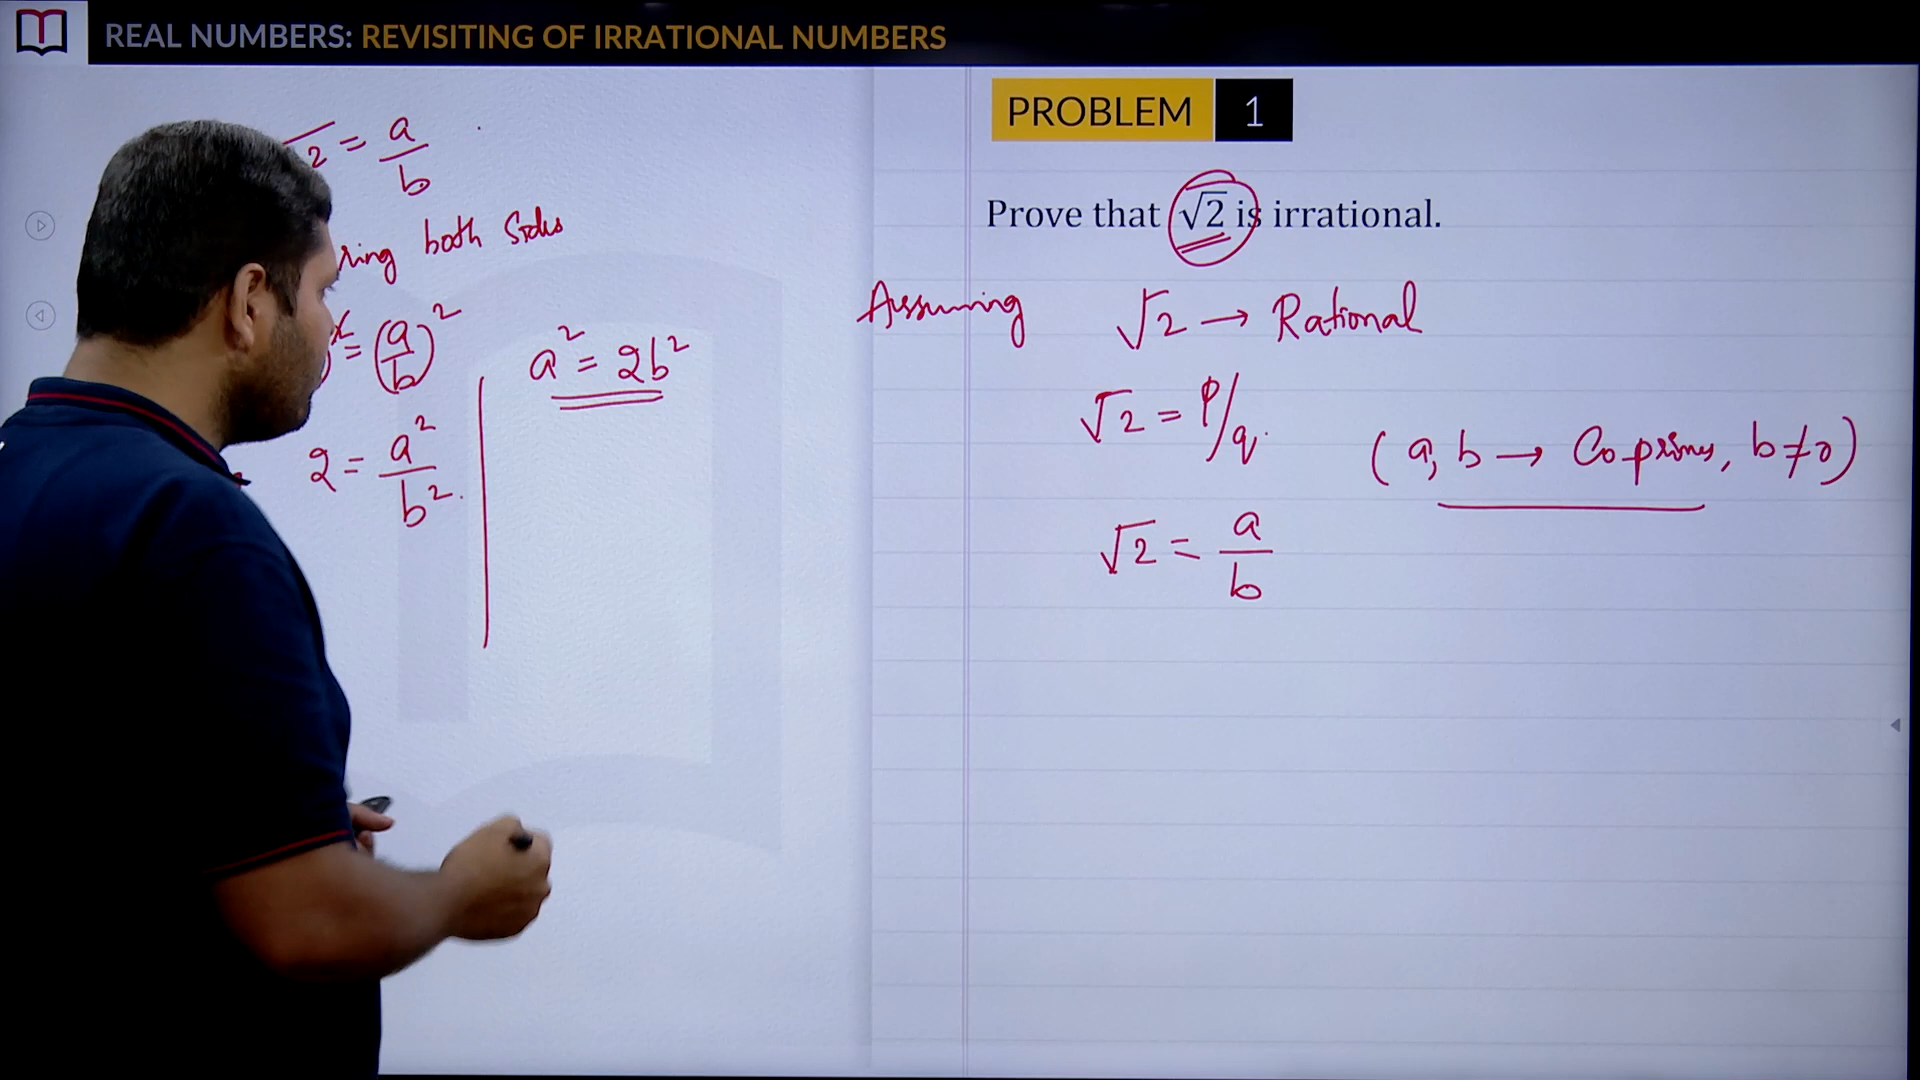 REAL NUMBERS: REVISITING OF IRRATIONAL NUMBERS
2 = a/b
ring both Sides
= (a/b)²
2 = a²/b².
a² = 2b²
PROBLEM 1
Prove that √2 is irrational.
Assuming √2 → Rational
√2 = P/q.
(a, b → Co-primes, b≠0)
√2 = a/b